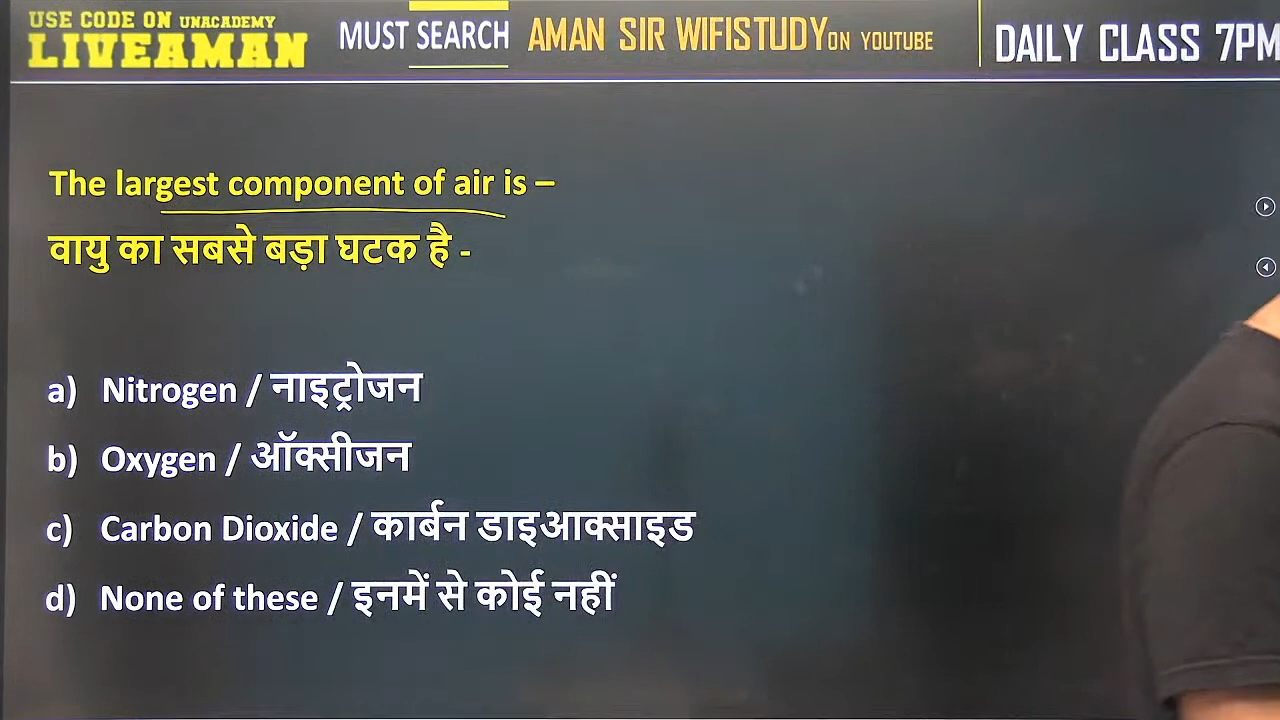 USE CODE ON UNACADEMY
LIVEAMAN
MUST SEARCH AMAN SIR WIFISTUDY ON YOUTUBE
DAILY CLASS 7PM
The largest component of air is –
वायु का सबसे बड़ा घटक है -
a) Nitrogen / नाइट्रोजन
b) Oxygen / ऑक्सीजन
c) Carbon Dioxide / कार्बन डाइआक्साइड
d) None of these / इनमें से कोई नहीं